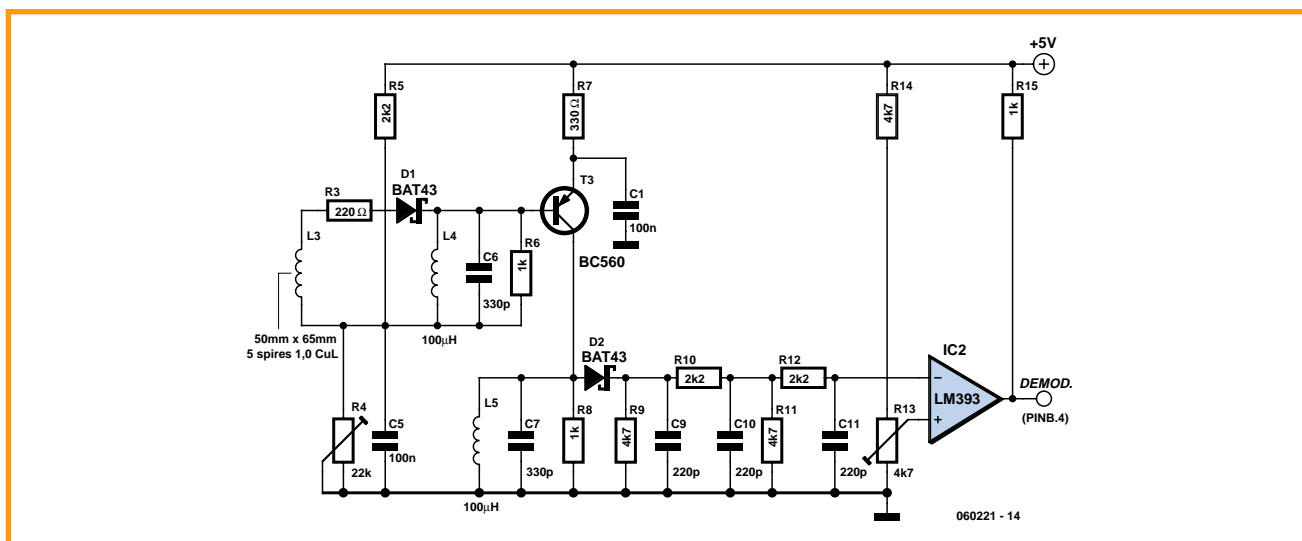 +5V
R5
2k2
R7
330Ω
R14
4k7
R15
1k
D1
BAT43
R3
220Ω
T3
C1
100n
BC560
L3
L4
C6
330p
R6
1k
50mm x 65mm
5 spires 1,0 CuL
100µH
D2
BAT43
R10
2k2
R12
2k2
IC2
LM393
DEMOD.
(PINB.4)
R4
22k
C5
100n
L5
100µH
C7
330p
R8
1k
R9
4k7
C9
220p
C10
220p
R11
4k7
C11
220p
R13
4k7
060221 - 14